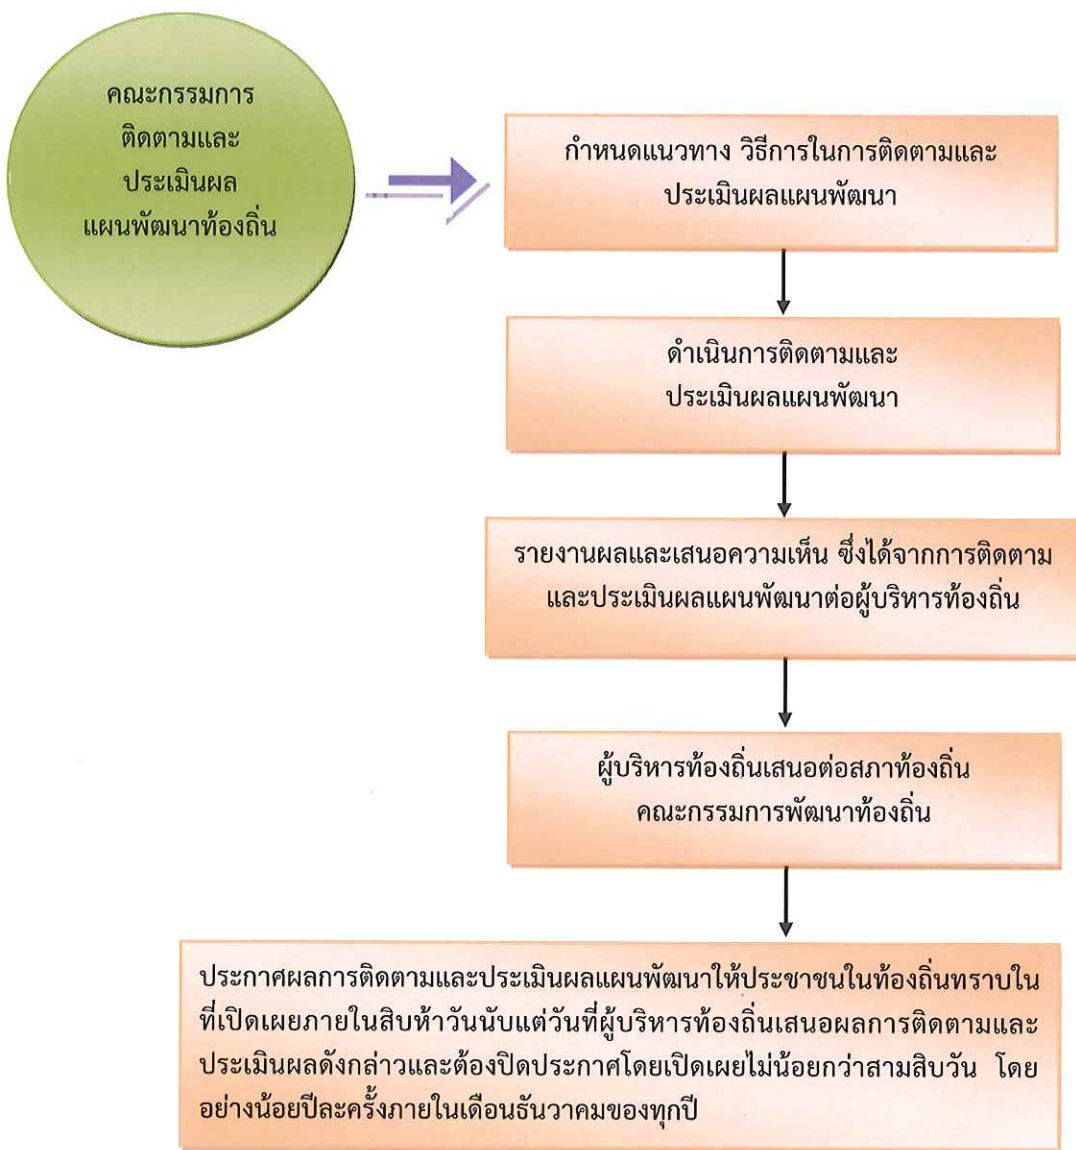 คณะกรรมการ
ติดตามและ
ประเมินผล
แผนพัฒนาท้องถิ่น
กำหนดแนวทาง วิธีการในการติดตามและ
ประเมินผลแผนพัฒนา
ดำเนินการติดตามและ
ประเมินผลแผนพัฒนา
รายงานผลและเสนอความเห็น ซึ่งได้จากการติดตาม
และประเมินผลแผนพัฒนาต่อผู้บริหารท้องถิ่น
ผู้บริหารท้องถิ่นเสนอต่อสภาท้องถิ่น
คณะกรรมการพัฒนาท้องถิ่น
ประกาศผลการติดตามและประเมินผลแผนพัฒนาให้ประชาชนในท้องถิ่นทราบใน
ที่เปิดเผยภายในสิบห้าวันนับแต่วันที่ผู้บริหารท้องถิ่นเสนอผลการติดตามและ
ประเมินผลดังกล่าวและต้องปิดประกาศโดยเปิดเผยไม่น้อยกว่าสามสิบวัน โดย
อย่างน้อยปีละครั้งภายในเดือนธันวาคมของทุกปี